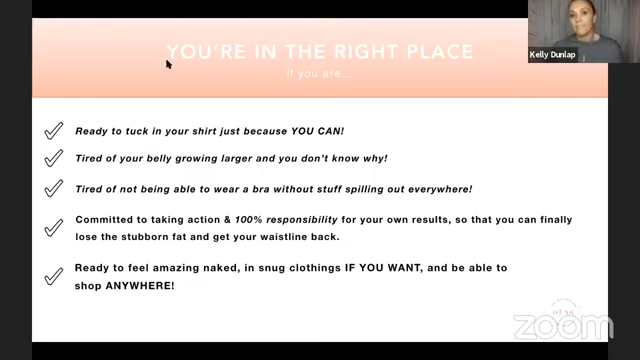 Kelly Dunlap
YOU'RE IN THE RIGHT PLACE
if you are...
Ready to tuck in your shirt just because YOU CAN!
Tired of your belly growing larger and you don't know why!
Tired of not being able to wear a bra without stuff spilling out everywhere!
Committed to taking action & 100% responsibility for your own results, so that you can finally
lose the stubborn fat and get your waistline back.
Ready to feel amazing naked, in snug clothings IF YOU WANT, and be able to
shop ANYWHERE!
zoom